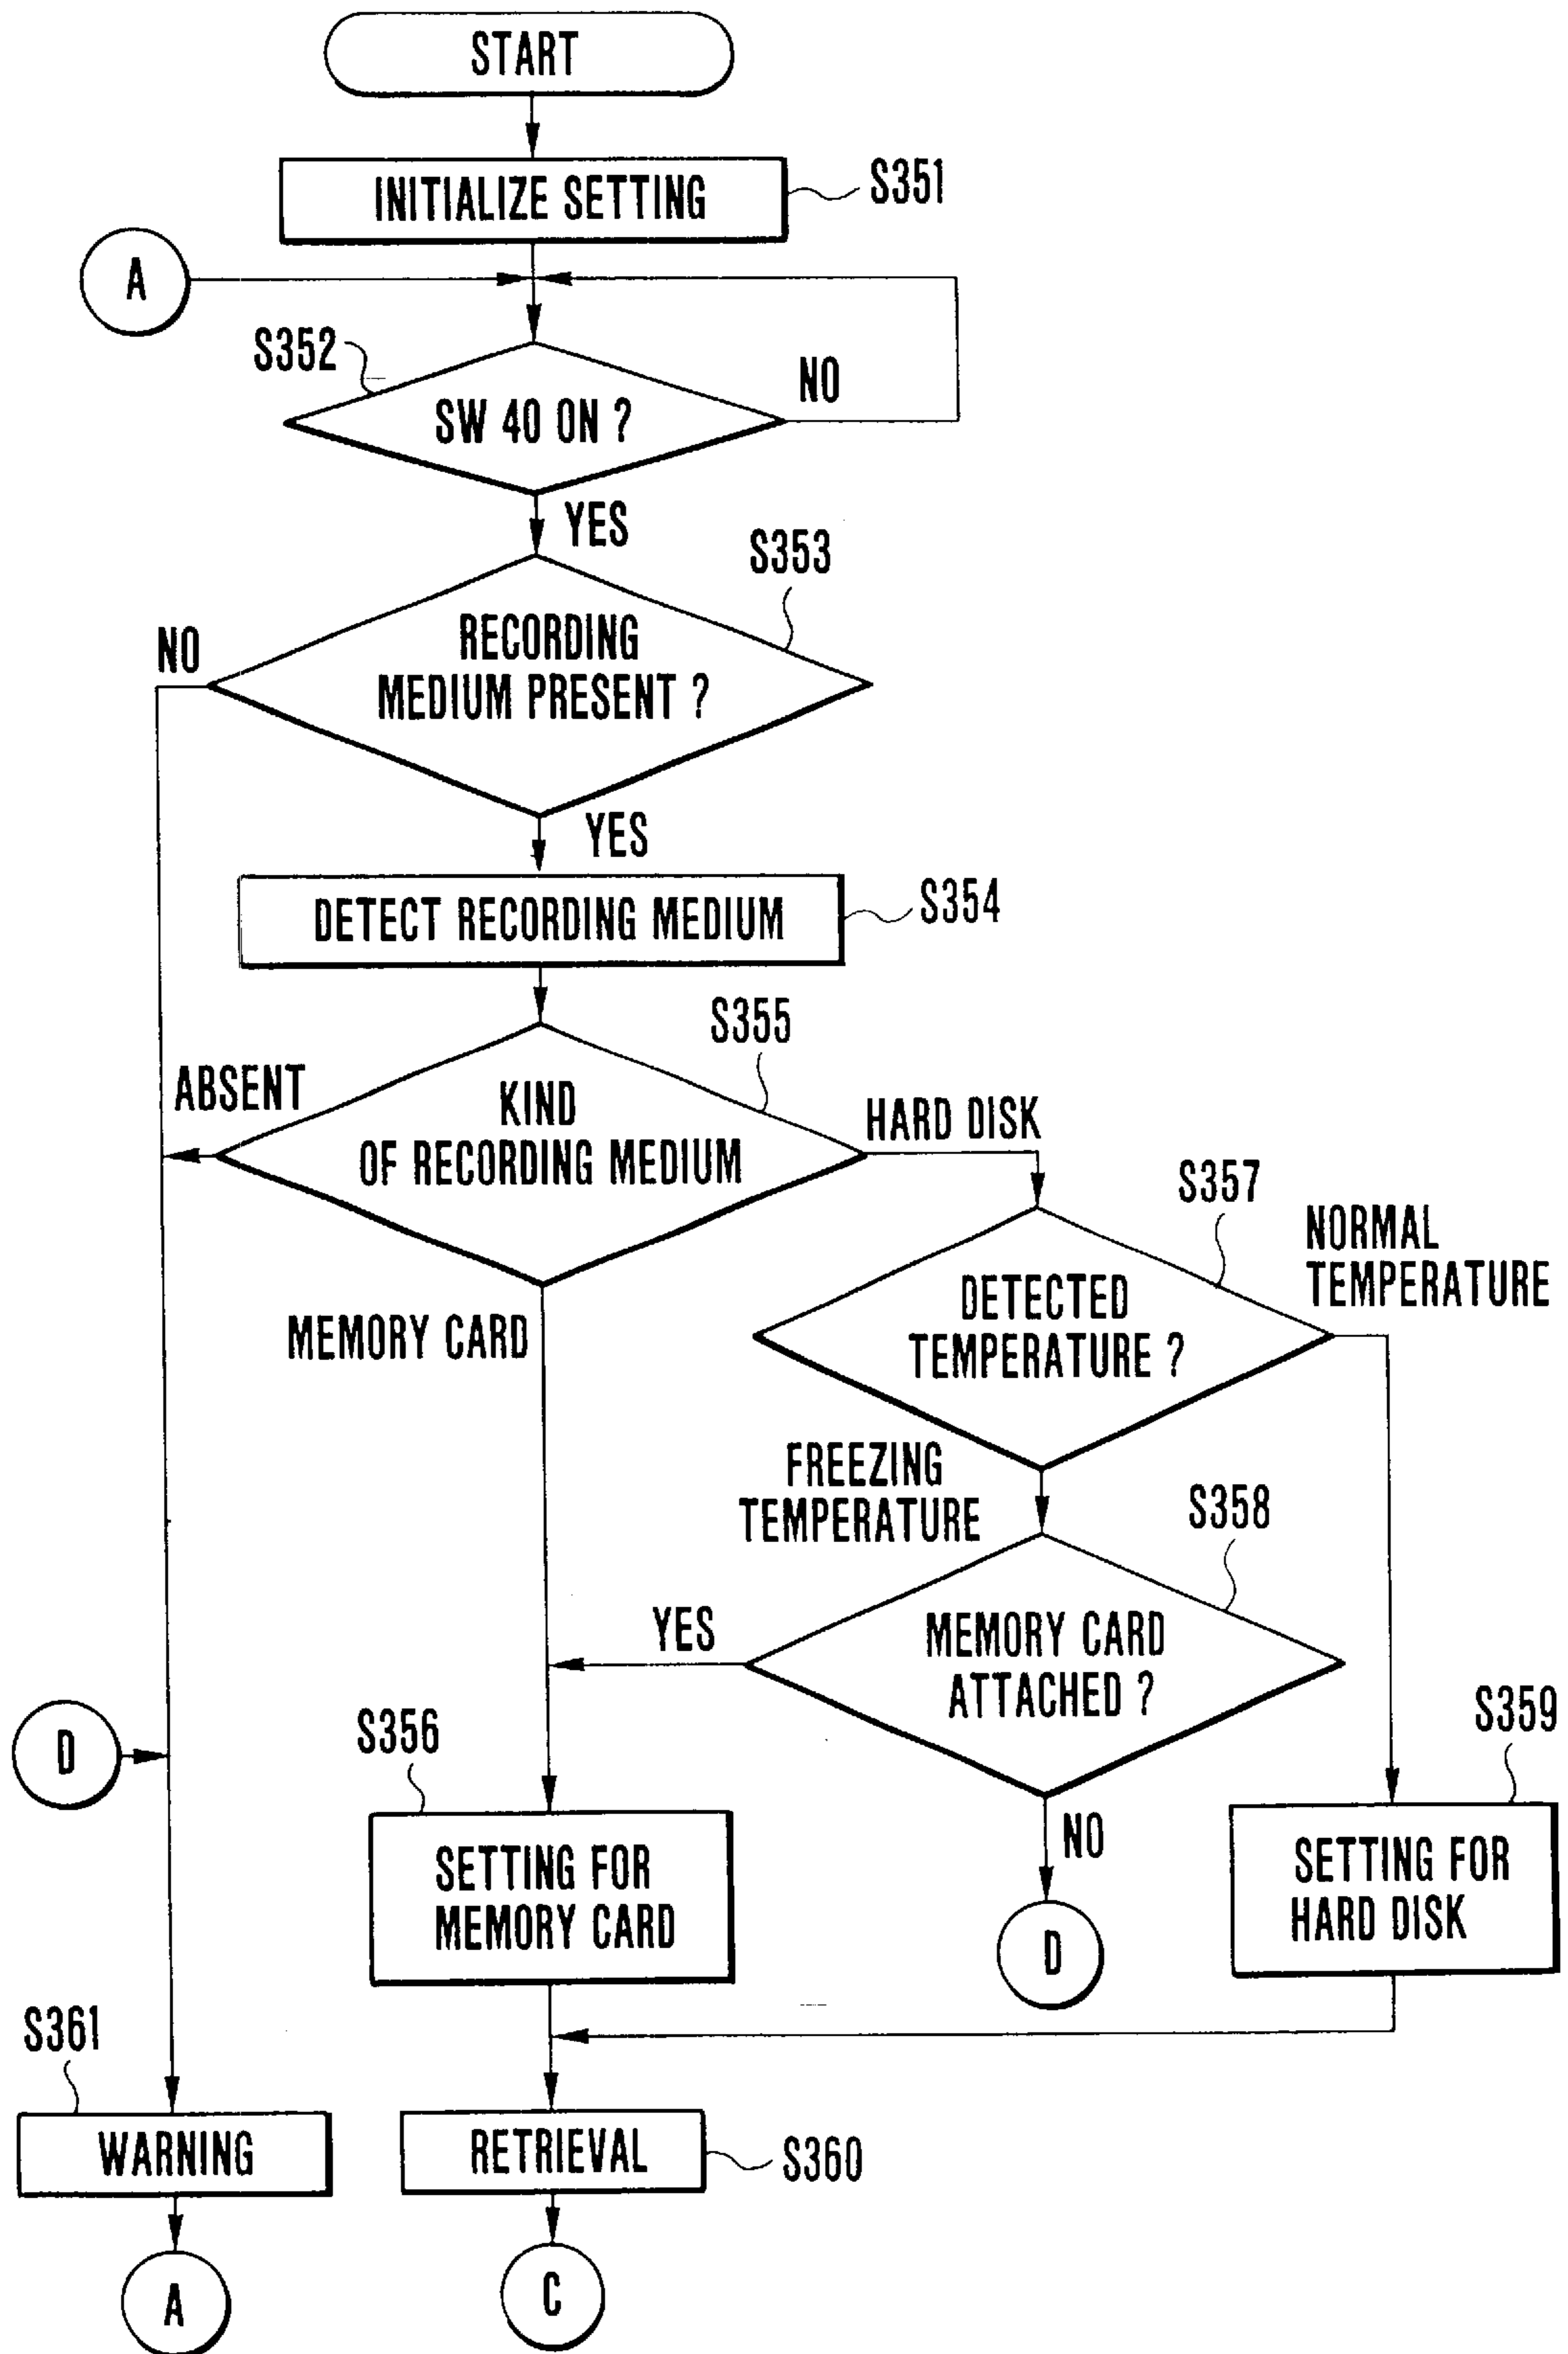 START
INITIALIZE SETTING
S351
A
S352
SW 40 ON ?
NO
YES
S353
RECORDING
MEDIUM PRESENT ?
NO
YES
DETECT RECORDING MEDIUM
S354
S355
ABSENT
KIND
OF RECORDING MEDIUM
HARD DISK
MEMORY CARD
S357
NORMAL
TEMPERATURE
DETECTED
TEMPERATURE ?
FREEZING
TEMPERATURE
S358
YES
MEMORY CARD
ATTACHED ?
D
S356
S359
SETTING FOR
MEMORY CARD
NO
D
SETTING FOR
HARD DISK
S361
WARNING
RETRIEVAL
S360
A
C